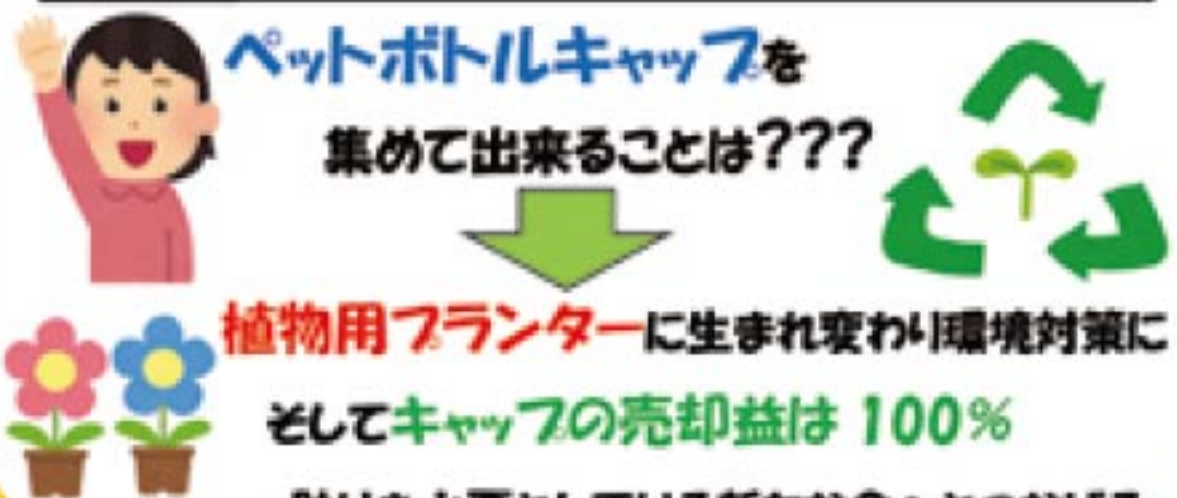 ペットボトルキャップを
集めて出来ることは???
植物用プランターに生まれ変わり環境対策に
そしてキャップの売却益は 100%